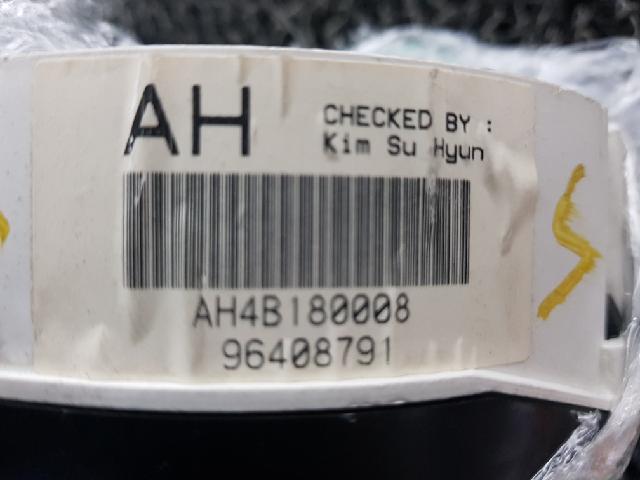 AH
CHECKED BY :
Kim Su Hyun
AH4B180008
96408791